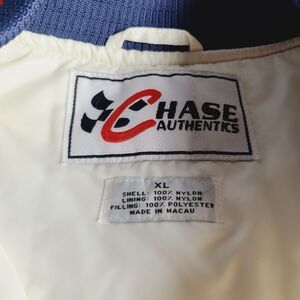 CHASE
AUTHENTICS
XL
SHELL: 100% NYLON
LINING: 100% NYLON
FILLING: 100% POLYESTER
MADE IN MACAU